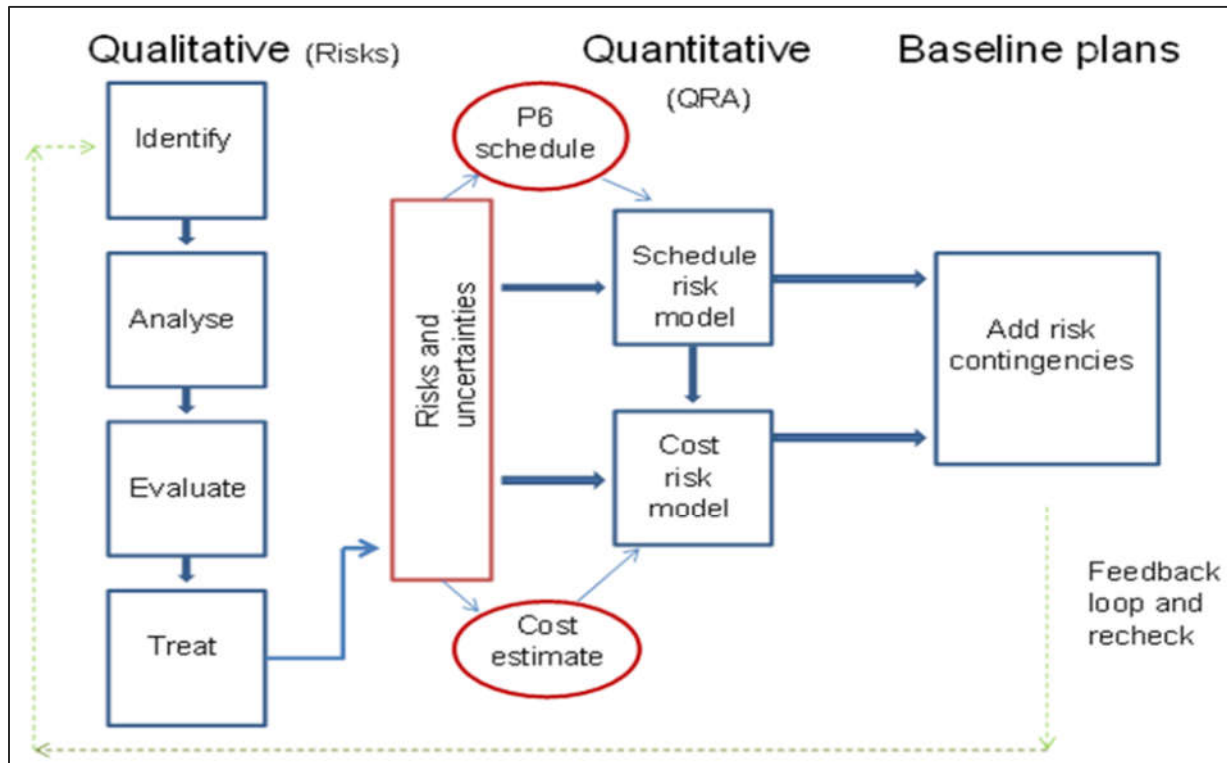 Qualitative (Risks)
Quantitative
(QRA)
Baseline plans
Identify
Analyse
Evaluate
Treat
Risks and
uncertainties
P6
schedule
Schedule
risk
model
Cost
risk
model
Cost
estimate
Add risk
contingencies
Feedback
loop and
recheck